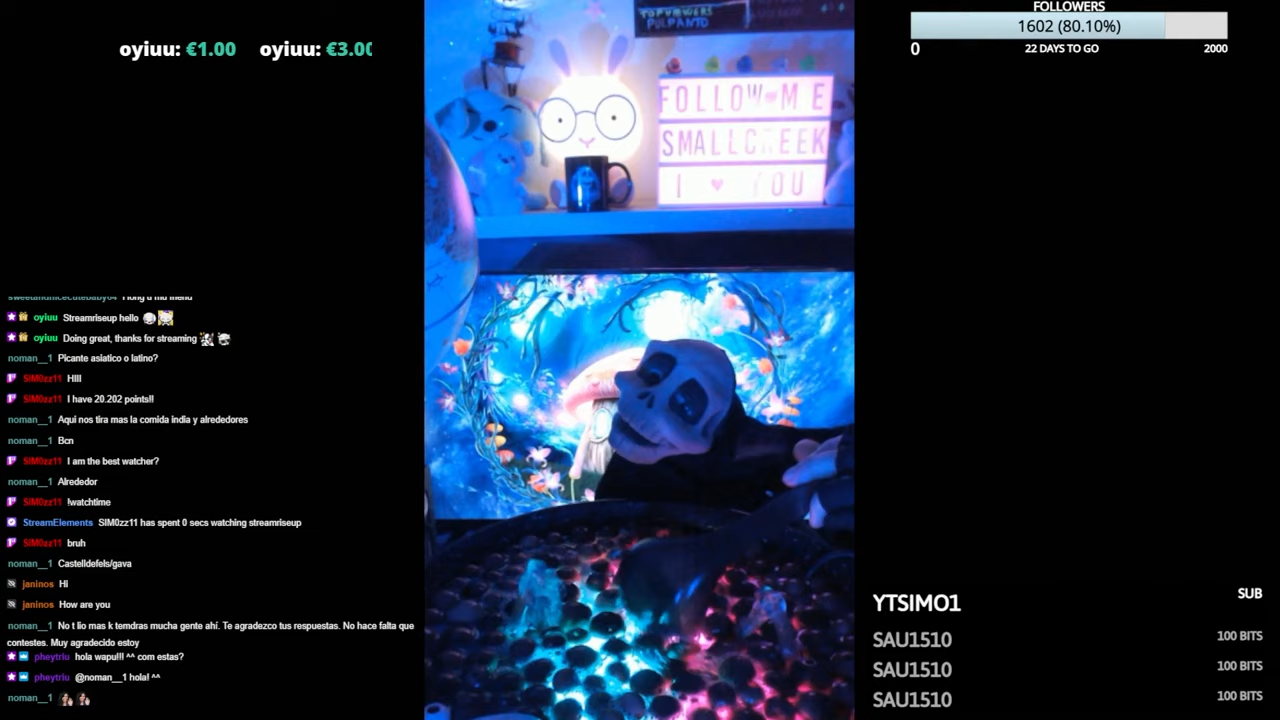 oyiuu: €1.00 oyiuu: €3.00
TOPVIEWERS
PULPANTO
FOLLOW ♥ ME
SMALLCREEK
I ♥ YOU
FOLLOWERS
1602 (80.10%)
0 22 DAYS TO GO 2000
oyiuu Streamriseup hello
oyiuu Doing great, thanks for streaming
noman__1 Picante asiatico o latino?
SIM0zz11 HIII
SIM0zz11 I have 20.202 points!!
noman__1 Aqui nos tira mas la comida india y alrededores
noman__1 Bcn
SIM0zz11 I am the best watcher?
noman__1 Alrededor
SIM0zz11 !watchtime
StreamElements SIM0zz11 has spent 0 secs watching streamriseup
SIM0zz11 bruh
noman__1 Castelldefels/gava
janinos Hi
janinos How are you
noman__1 No t lio mas k temdras mucha gente ahí. Te agradezco tus respuestas. No hace falta que
contestes. Muy agradecido estoy
pheytriu hola wapu!!! ^^ com estas?
pheytriu @noman__1 hola! ^^
noman__1
YTSIMO1 SUB
SAU1510 100 BITS
SAU1510 100 BITS
SAU1510 100 BITS